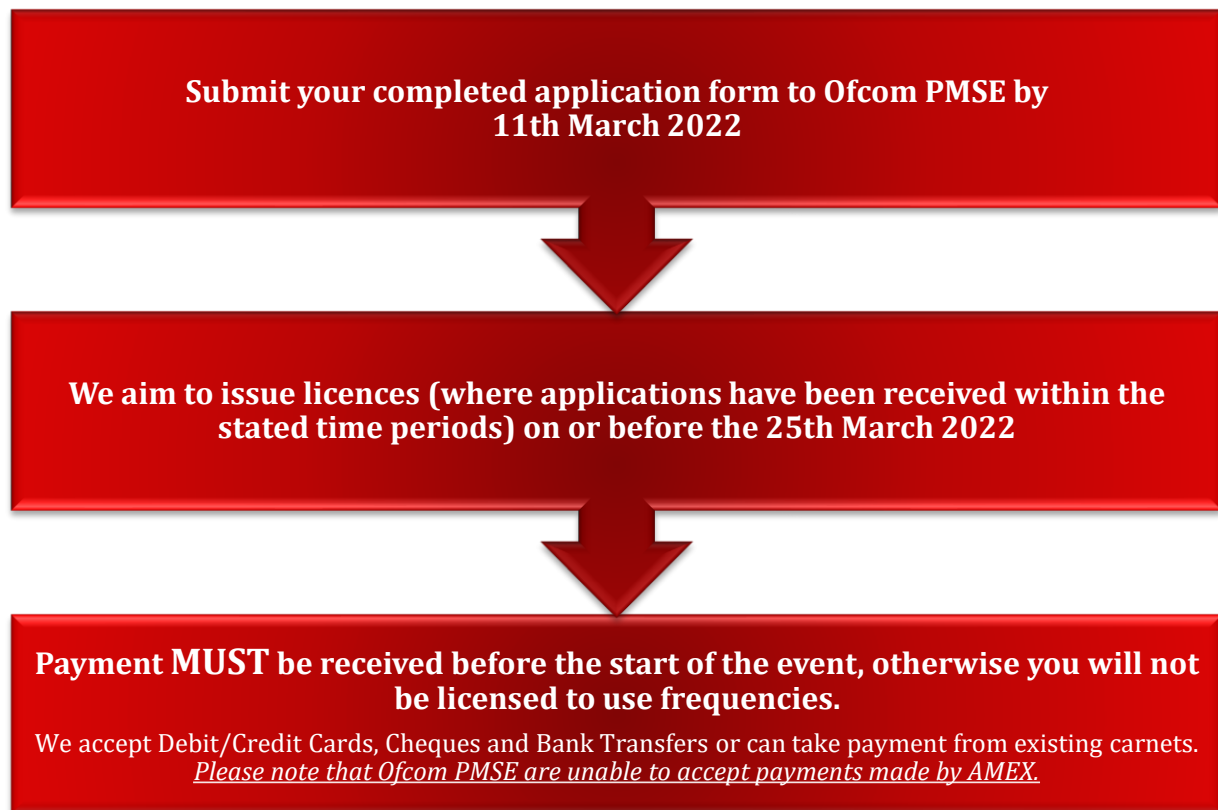 Submit your completed application form to Ofcom PMSE by
11th March 2022
We aim to issue licences (where applications have been received within the
stated time periods) on or before the 25th March 2022
Payment MUST be received before the start of the event, otherwise you will not
be licensed to use frequencies.
We accept Debit/Credit Cards, Cheques and Bank Transfers or can take payment from existing carnets.
Please note that Ofcom PMSE are unable to accept payments made by AMEX.